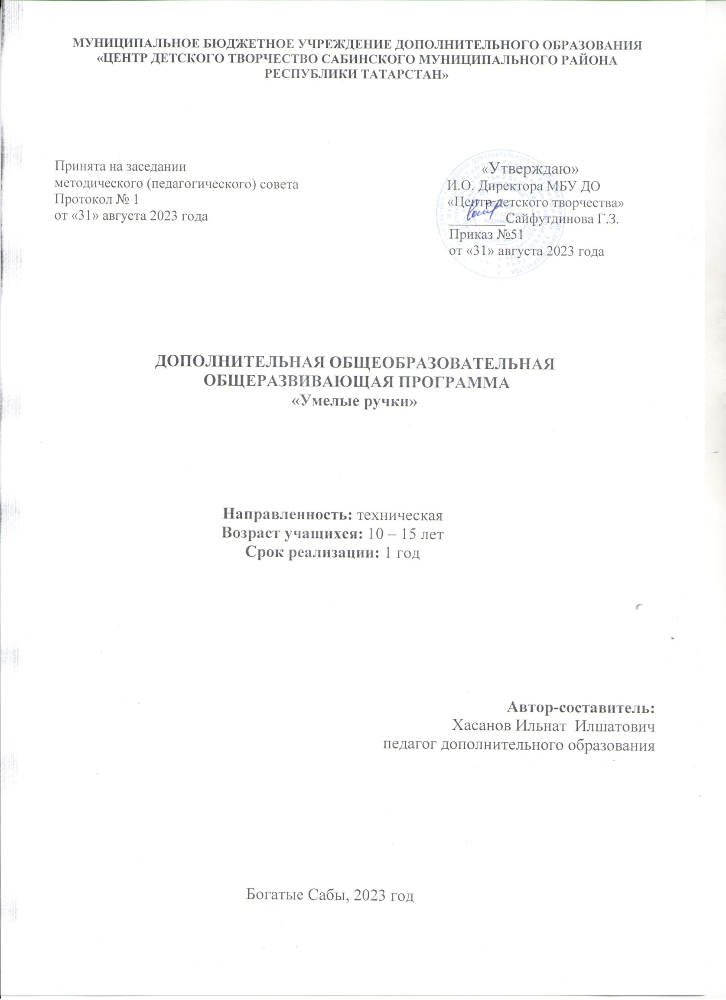 МУНИЦИПАЛЬНОЕ БЮДЖЕТНОЕ УЧРЕЖДЕНИЕ ДОПОЛНИТЕЛЬНОГО ОБРАЗОВАНИЯ
«ЦЕНТР ДЕТСКОГО ТВОРЧЕСТВО САБИНСКОГО МУНИЦИПАЛЬНОГО РАЙОНА
РЕСПУБЛИКИ ТАТАРСТАН»
Принята на заседании
методического (педагогического) совета
Протокол № 1
от «31» августа 2023 года
«Утверждаю»
И.О. Директора МБУ ДО
«Центр детского творчества»
________Сайфутдинова Г.З.
Приказ №51
от «31» августа 2023 года
ДОПОЛНИТЕЛЬНАЯ ОБЩЕОБРАЗОВАТЕЛЬНАЯ
ОБЩЕРАЗВИВАЮЩАЯ ПРОГРАММА
«Умелые ручки»
Направленность: техническая
Возраст учащихся: 10 – 15 лет
Срок реализации: 1 год
Автор-составитель:
Хасанов Ильнат Илшатович
педагог дополнительного образования
Богатые Сабы, 2023 год